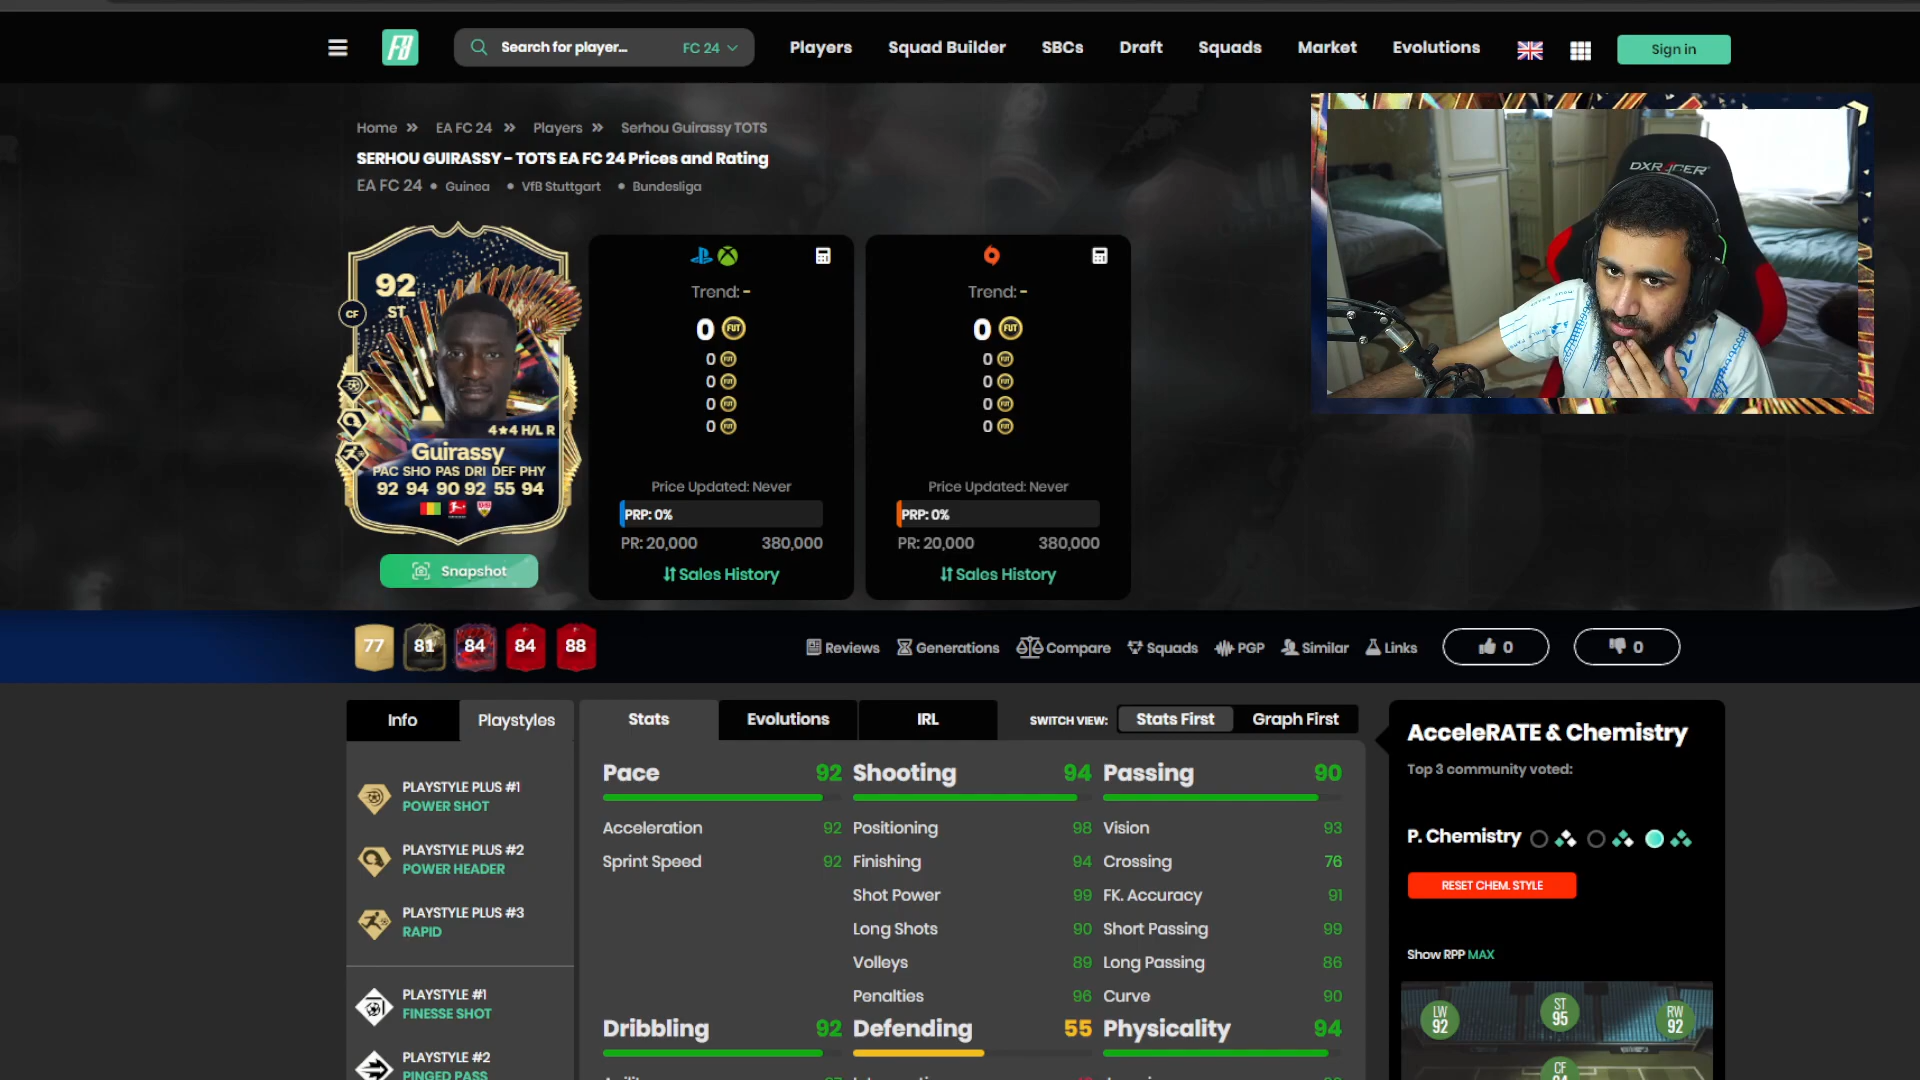 Search for player...
FC 24
Players
Squad Builder
SBCs
Draft
Squads
Market
Evolutions
Sign in
Home » EA FC 24 » Players » Serhou Guirassy TOTS
SERHOU GUIRASSY - TOTS EA FC 24 Prices and Rating
EA FC 24 • Guinea • VfB Stuttgart • Bundesliga
92
ST
CF
4★4 H/L R
Guirassy
PAC SHO PAS DRI DEF PHY
92 94 90 92 55 94
Snapshot
Trend: -
0
0
0
0
0
Price Updated: Never
PRP: 0%
PR: 20,000 380,000
Sales History
Trend: -
0
0
0
0
0
Price Updated: Never
PRP: 0%
PR: 20,000 380,000
Sales History
DXRACER
77 81 84 84 88
Reviews
Generations
Compare
Squads
PGP
Similar
Links
0
0
Info
Playstyles
PLAYSTYLE PLUS #1
POWER SHOT
PLAYSTYLE PLUS #2
POWER HEADER
PLAYSTYLE PLUS #3
RAPID
PLAYSTYLE #1
FINESSE SHOT
PLAYSTYLE #2
PINGED PASS
Stats
Evolutions
IRL
SWITCH VIEW:
Stats First
Graph First
Pace 92
Acceleration 92
Sprint Speed 92
Shooting 94
Positioning 98
Finishing 94
Shot Power 99
Long Shots 90
Volleys 89
Penalties 96
Passing 90
Vision 93
Crossing 76
FK. Accuracy 91
Short Passing 99
Long Passing 86
Curve 90
Dribbling 92
Defending 55
Physicality 94
AcceleRATE & Chemistry
Top 3 community voted:
P. Chemistry
RESET CHEM. STYLE
Show RPP MAX
LW
92
ST
95
RW
92
CF